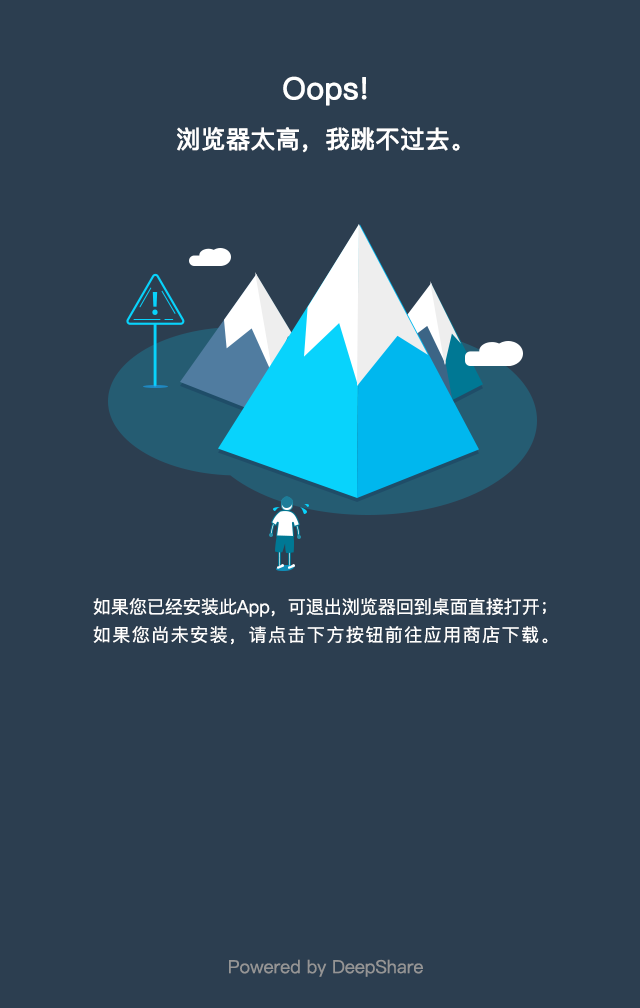 Oops!
浏览器太高，我跳不过去。
如果您已经安装此App，可退出浏览器回到桌面直接打开；
如果您尚未安装，请点击下方按钮前往应用商店下载。
Powered by DeepShare